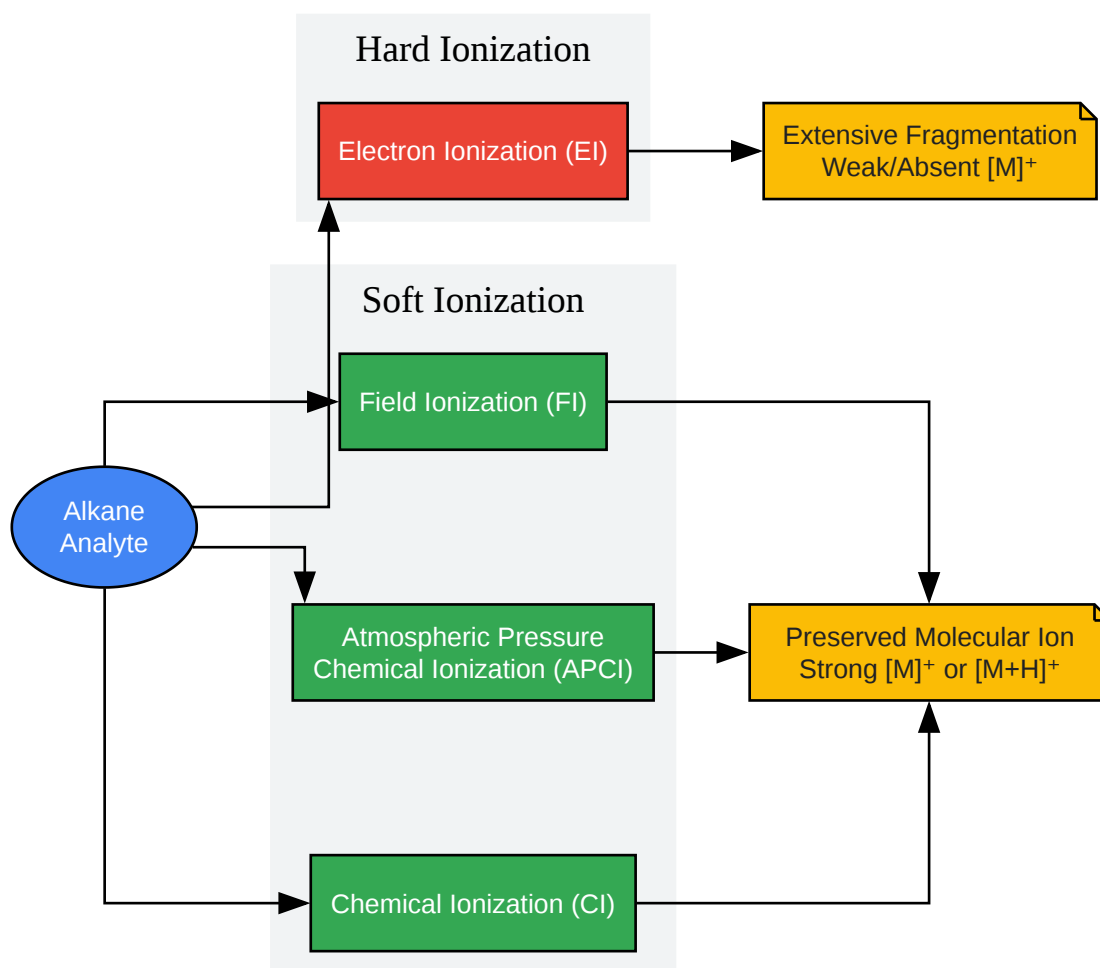 Hard Ionization
Electron Ionization (EI)
Extensive Fragmentation
Weak/Absent [M]⁺
Soft Ionization
Field Ionization (FI)
Alkane
Analyte
Atmospheric Pressure
Chemical Ionization (APCI)
Preserved Molecular Ion
Strong [M]⁺ or [M+H]⁺
Chemical Ionization (CI)